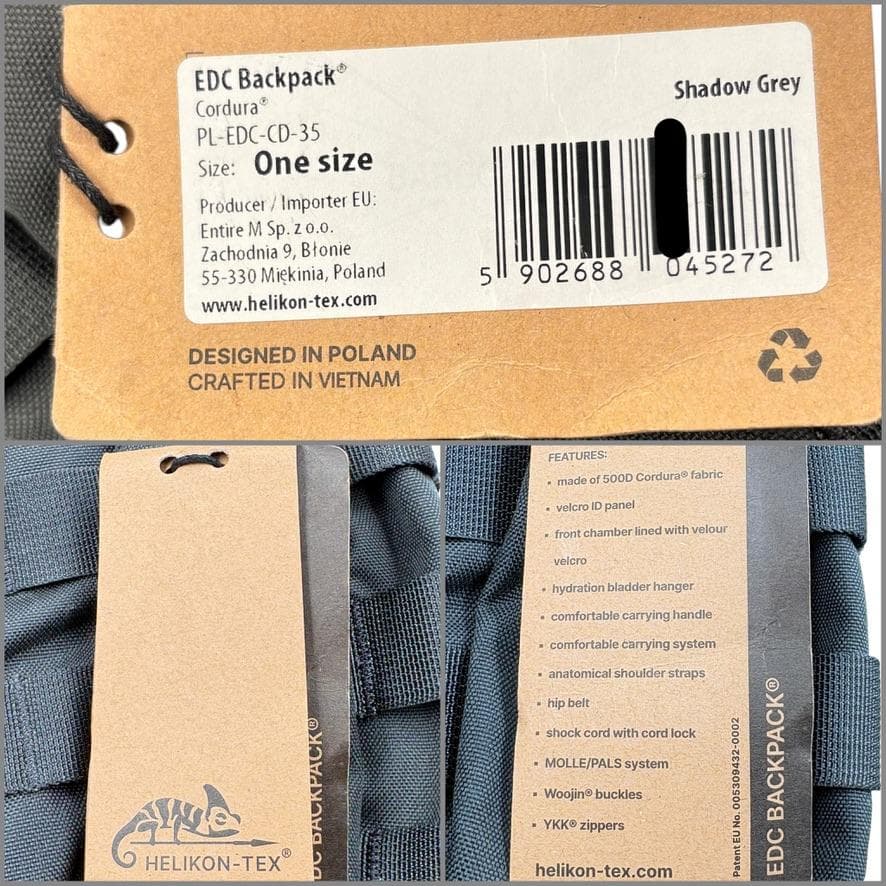 EDC Backpack®
Cordura®
PL-EDC-CD-35
Size: One size
Producer / Importer EU:
Entire M Sp. z o.o.
Zachodnia 9, Błonie
55-330 Miękinia, Poland
www.helikon-tex.com
Shadow Grey
5 902688 045272
DESIGNED IN POLAND
CRAFTED IN VIETNAM
HELIKON-TEX®
DC BACKPACK®
FEATURES:
• made of 500D Cordura® fabric
• velcro ID panel
• front chamber lined with velour
velcro
• hydration bladder hanger
• comfortable carrying handle
• comfortable carrying system
• anatomical shoulder straps
• hip belt
• shock cord with cord lock
• MOLLE/PALS system
• Woojin® buckles
• YKK® zippers
helikon-tex.com
Patent EU No. 005309432-0002
EDC BACKPACK®